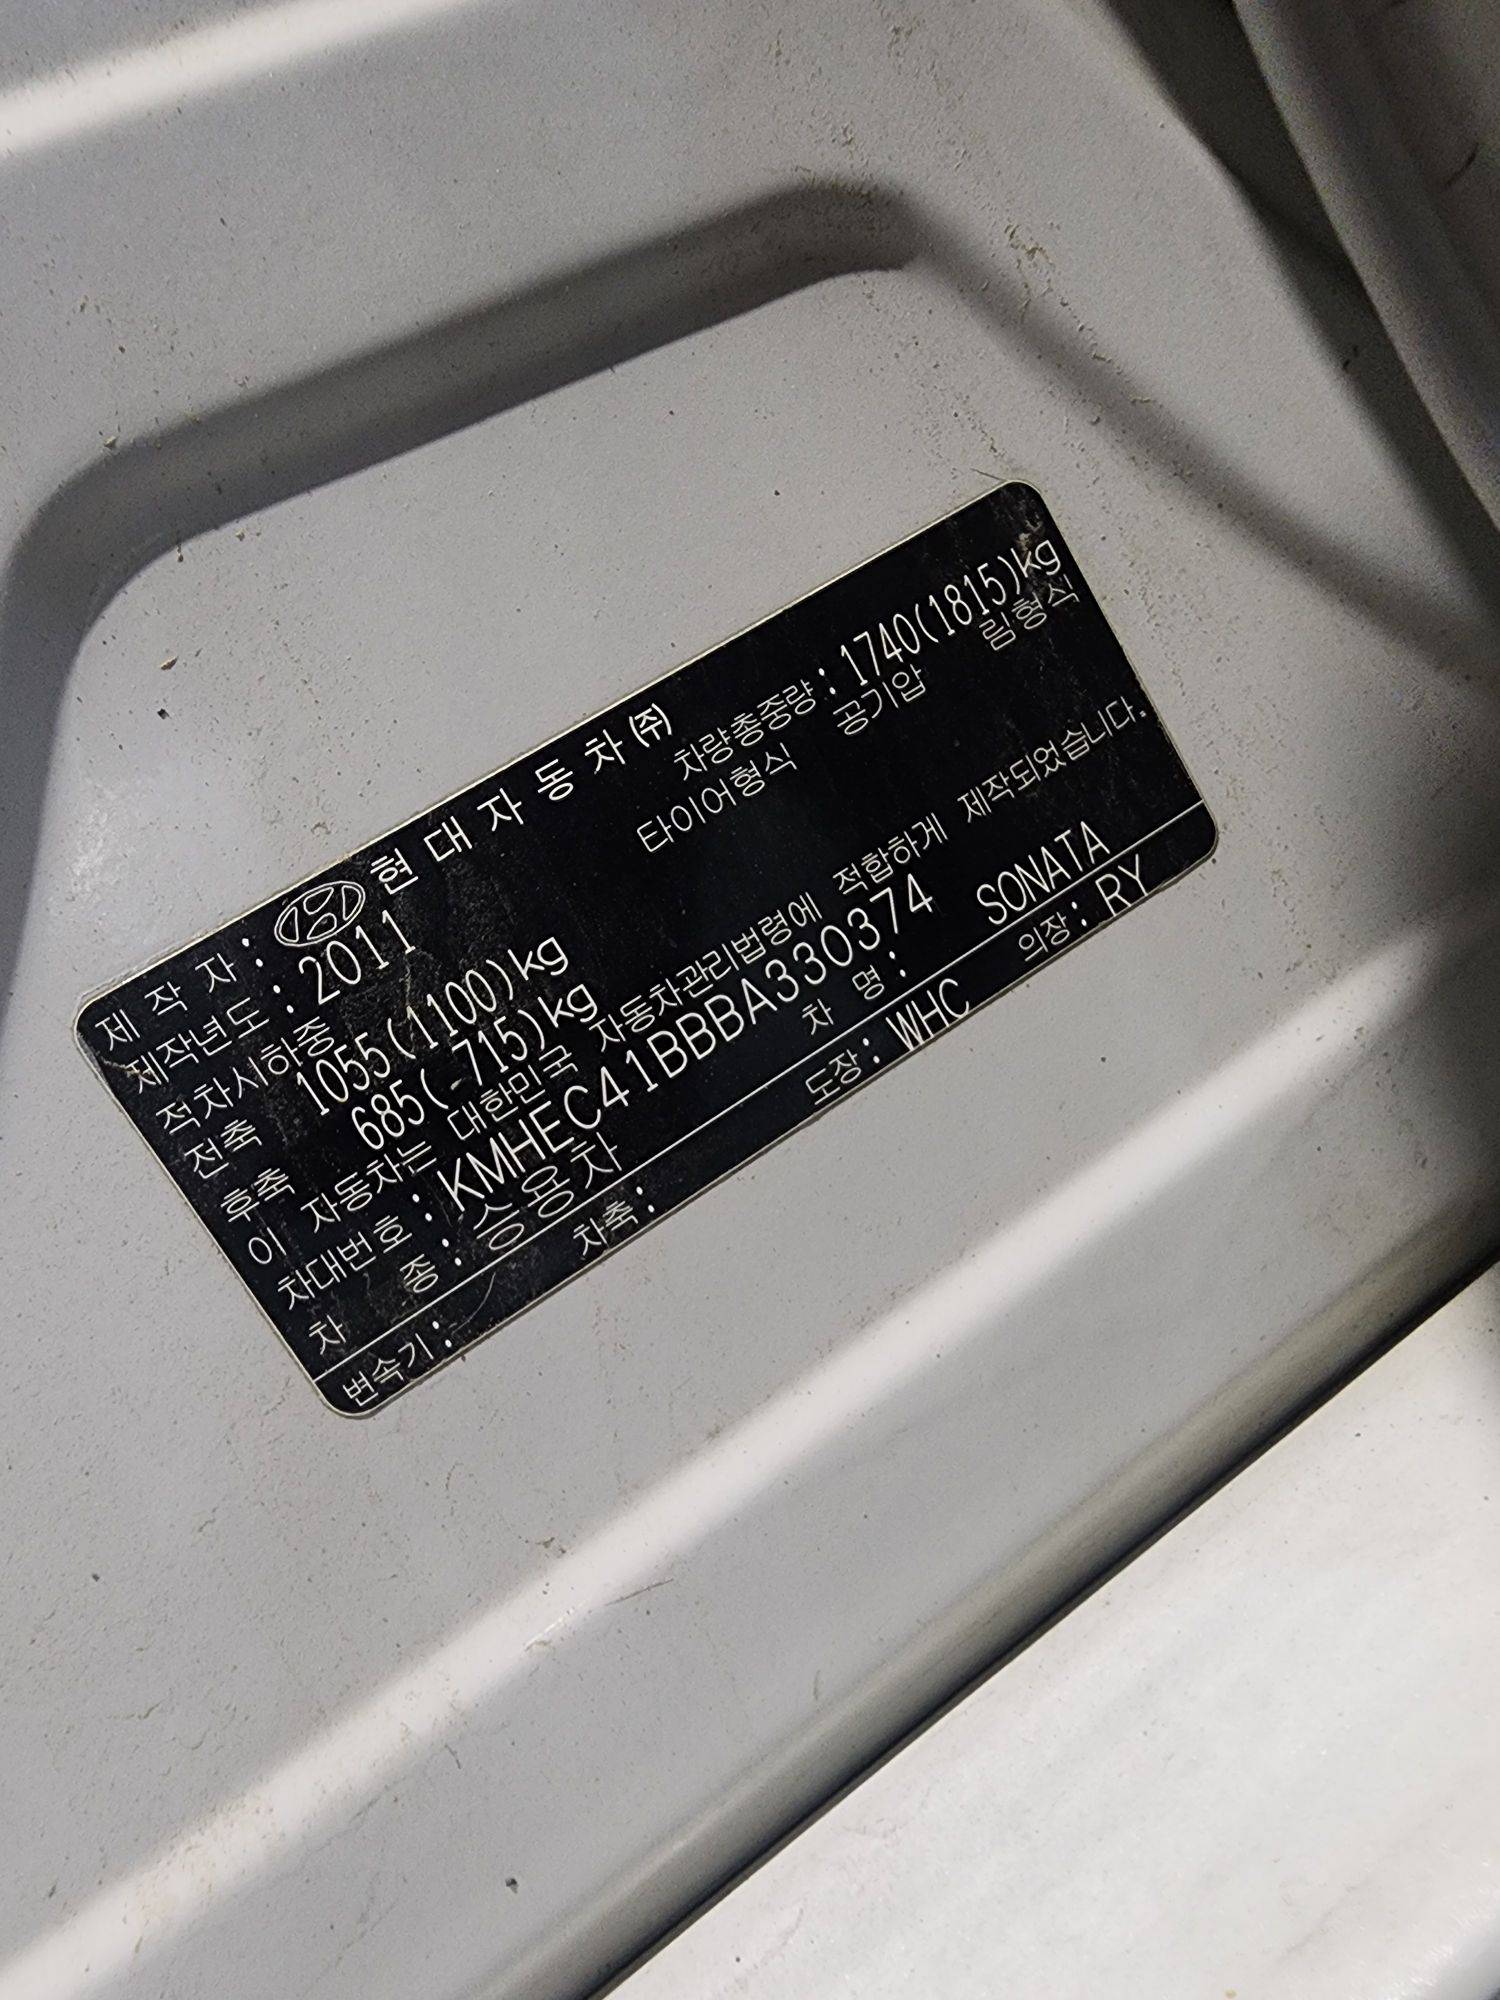 제 작 자 : 현 대 자 동 차 ㈜
제작년도 : 2011 차량총중량 : 1740(1815)kg
적차시하중 타이어형식 공기압 림형식
전축 1055(1100)kg
후축 685( 715)kg
이 자동차는 대한민국 자동차관리법령에 적합하게 제작되었습니다.
차대번호 : KMHEC41BBBA330374
차 종 : 승용차 차 명 : SONATA
변속기 : 차축 : 도장 : WHC 의장 : RY